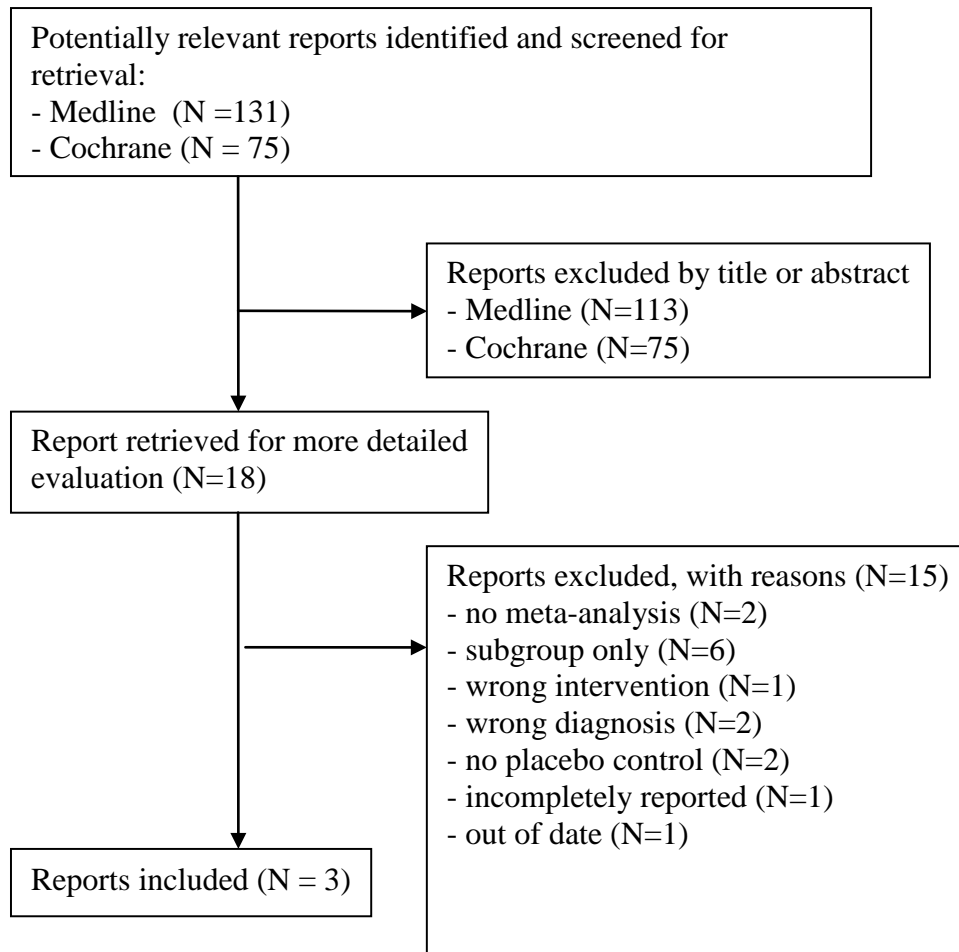 Potentially relevant reports identified and screened for
retrieval:
- Medline  (N =131)
- Cochrane (N = 75)
Reports excluded by title or abstract
- Medline (N=113)
- Cochrane (N=75)
Report retrieved for more detailed
evaluation (N=18)
Reports excluded, with reasons (N=15)
- no meta-analysis (N=2)
- subgroup only (N=6)
- wrong intervention (N=1)
- wrong diagnosis (N=2)
- no placebo control (N=2)
- incompletely reported (N=1)
- out of date (N=1)
Reports included (N = 3)